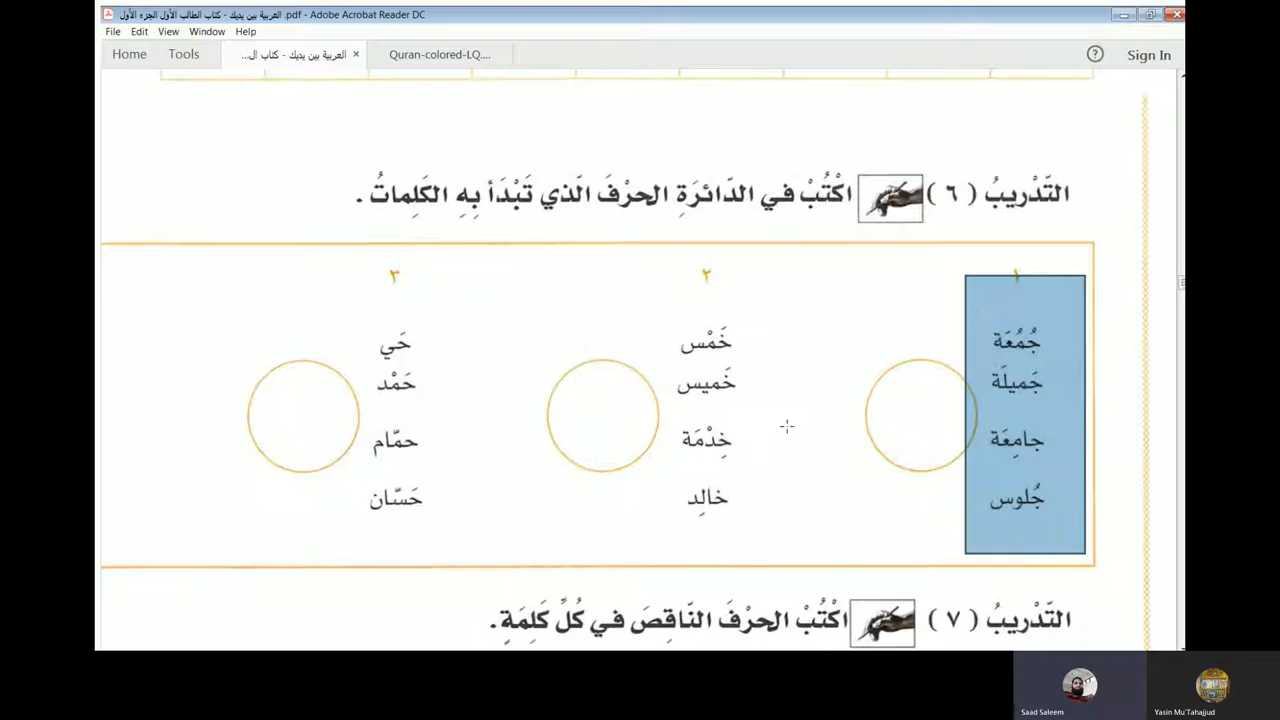 العربية بين يديك - كتاب الطالب الأول الجزء الأول .pdf - Adobe Acrobat Reader DC
File Edit View Window Help
Home Tools العربية بين يديك - كتاب ال... × Quran-colored-LQ.... ? Sign In
التّدْريبُ ( ٦ ) اكْتُبْ في الدّائرَةِ الحرْفَ الّذي تَبْدَأ بِهِ الكَلِماتُ .
١ ٢ ٣
جُمُعَة خَمْس حَي
جَميلَة خَميس حَمْد
جامِعَة خِدْمَة حمّام
جُلوس خالِد حَسّان
التّدْريبُ ( ٧ ) اكْتُبْ الحرْفَ النّاقِصَ في كُلِّ كَلِمَةٍ .
Saad Saleem Yasin Mu'Tahajjud